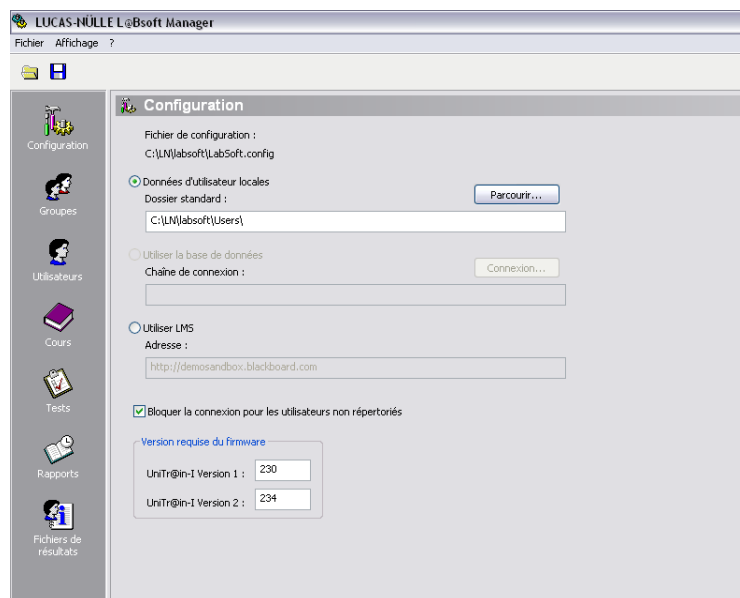 LUCAS-NÜLLE L@Bsoft Manager
Fichier Affichage ?
Configuration
Groupes
Utilisateurs
Cours
Tests
Rapports
Fichiers de
résultats
Configuration
Fichier de configuration :
C:\LN\labsoft\LabSoft.config
Données d'utilisateur locales
Dossier standard :
Parcourir...
C:\LN\labsoft\Users\
Utiliser la base de données
Chaîne de connexion :
Connexion...
Utiliser LMS
Adresse :
http://demosandbox.blackboard.com
Bloquer la connexion pour les utilisateurs non répertoriés
Version requise du firmware
UniTr@in-I Version 1 : 230
UniTr@in-I Version 2 : 234